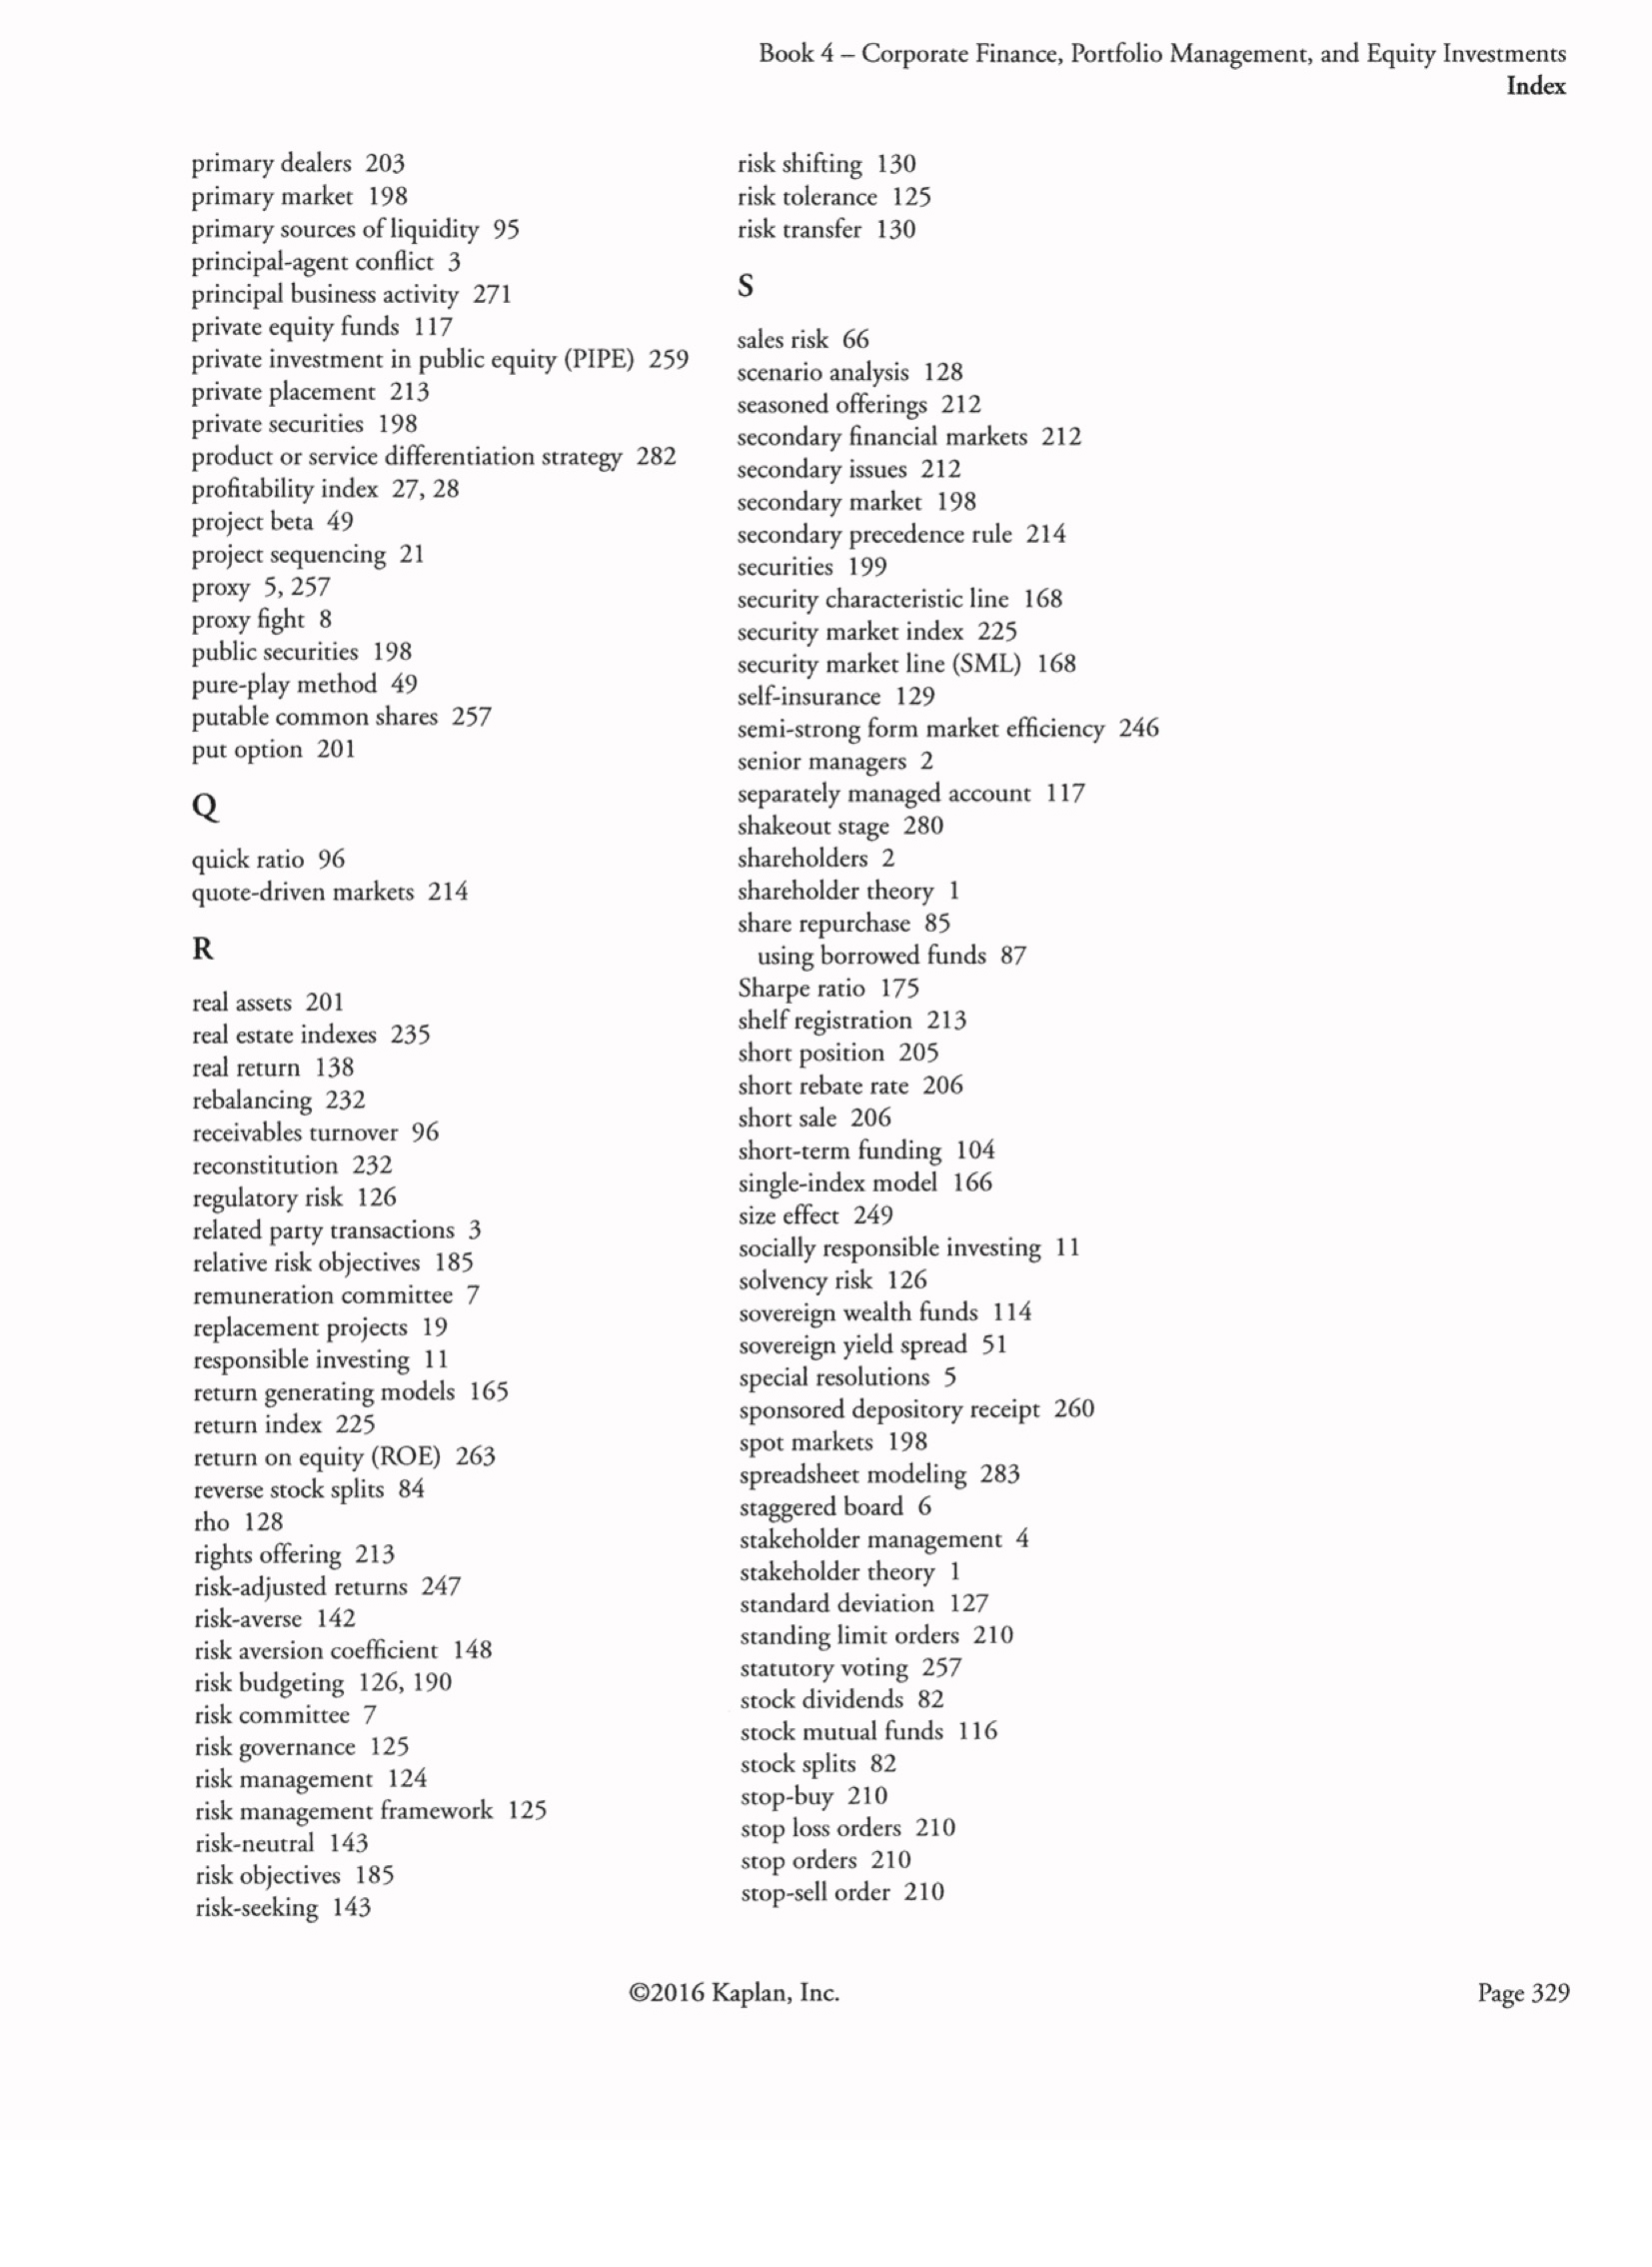 Book 4 – Corporate Finance, Portfolio Management, and Equity Investments
Index
primary dealers 203
primary market 198
primary sources of liquidity 95
principal-agent conflict 3
principal business activity 271
private equity funds 117
private investment in public equity (PIPE) 259
private placement 213
private securities 198
product or service differentiation strategy 282
profitability index 27, 28
project beta 49
project sequencing 21
proxy 5, 257
proxy fight 8
public securities 198
pure-play method 49
putable common shares 257
put option 201
Q
quick ratio 96
quote-driven markets 214
R
real assets 201
real estate indexes 235
real return 138
rebalancing 232
receivables turnover 96
reconstitution 232
regulatory risk 126
related party transactions 3
relative risk objectives 185
remuneration committee 7
replacement projects 19
responsible investing 11
return generating models 165
return index 225
return on equity (ROE) 263
reverse stock splits 84
rho 128
rights offering 213
risk-adjusted returns 247
risk-averse 142
risk aversion coefficient 148
risk budgeting 126, 190
risk committee 7
risk governance 125
risk management 124
risk management framework 125
risk-neutral 143
risk objectives 185
risk-seeking 143
risk shifting 130
risk tolerance 125
risk transfer 130
S
sales risk 66
scenario analysis 128
seasoned offerings 212
secondary financial markets 212
secondary issues 212
secondary market 198
secondary precedence rule 214
securities 199
security characteristic line 168
security market index 225
security market line (SML) 168
self-insurance 129
semi-strong form market efficiency 246
senior managers 2
separately managed account 117
shakeout stage 280
shareholders 2
shareholder theory 1
share repurchase 85
using borrowed funds 87
Sharpe ratio 175
shelf registration 213
short position 205
short rebate rate 206
short sale 206
short-term funding 104
single-index model 166
size effect 249
socially responsible investing 11
solvency risk 126
sovereign wealth funds 114
sovereign yield spread 51
special resolutions 5
sponsored depository receipt 260
spot markets 198
spreadsheet modeling 283
staggered board 6
stakeholder management 4
stakeholder theory 1
standard deviation 127
standing limit orders 210
statutory voting 257
stock dividends 82
stock mutual funds 116
stock splits 82
stop-buy 210
stop loss orders 210
stop orders 210
stop-sell order 210
©2016 Kaplan, Inc.
Page 329